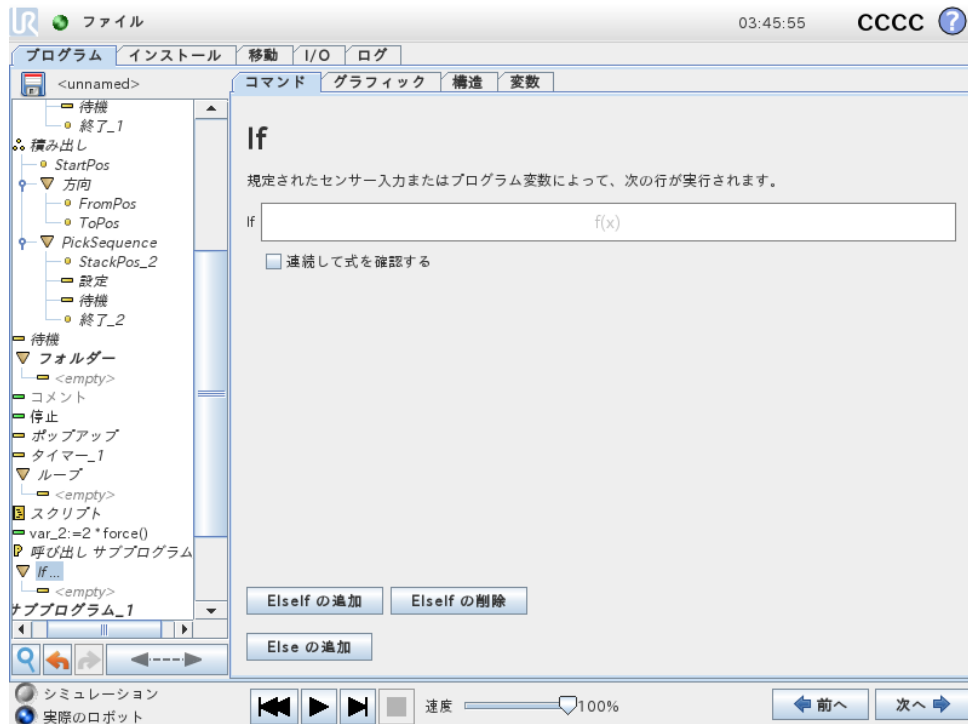 UR ファイル 03:45:55 CCCC ?
プログラム インストール 移動 I/O ログ
<unnamed>
コマンド グラフィック 構造 変数
待機
終了_1
積み出し
StartPos
方向
FromPos
ToPos
PickSequence
StackPos_2
設定
待機
終了_2
待機
フォルダー
<empty>
コメント
停止
ポップアップ
タイマー_1
ループ
<empty>
スクリプト
var_2:=2*force()
呼び出し サブプログラム
If...
<empty>
サブプログラム_1
If
規定されたセンサー入力またはプログラム変数によって、次の行が実行されます。
If f(x)
連続して式を確認する
ElseIf の追加 ElseIf の削除
Else の追加
シミュレーション
実際のロボット
速度 100%
前へ 次へ